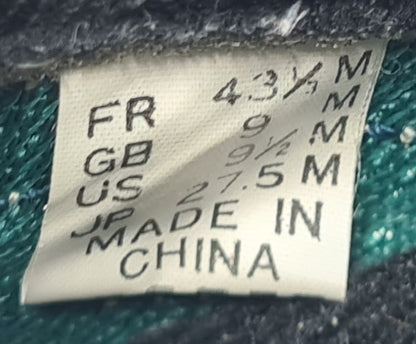 FR 43⅓ M
GB 9 M
US 9½ M
JP 27.5 M
MADE IN
CHINA